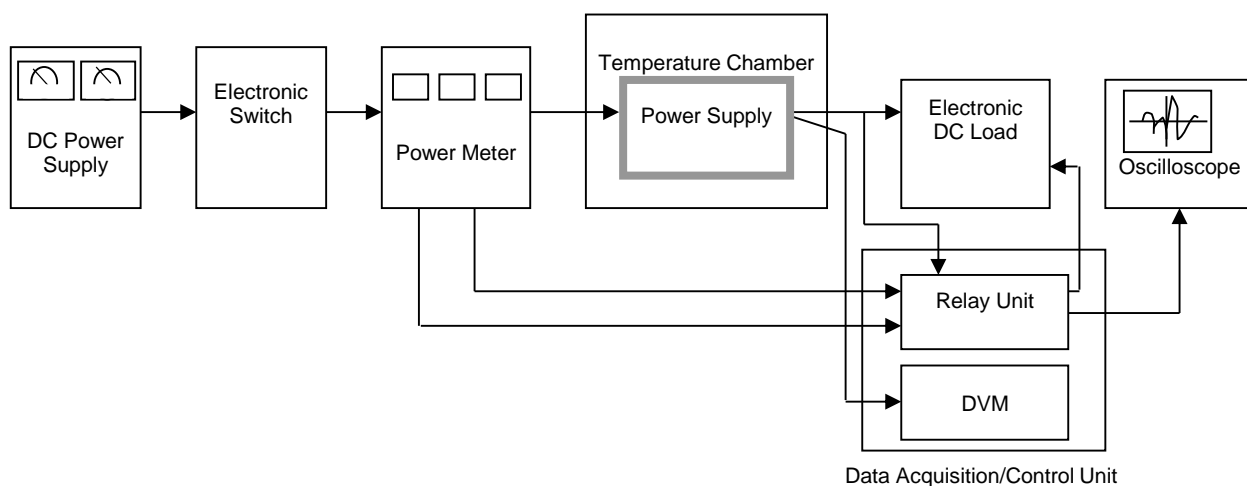 DC Power
Supply
Electronic
Switch
Power Meter
Temperature Chamber
Power Supply
Electronic
DC Load
Oscilloscope
Relay Unit
DVM
Data Acquisition/Control Unit